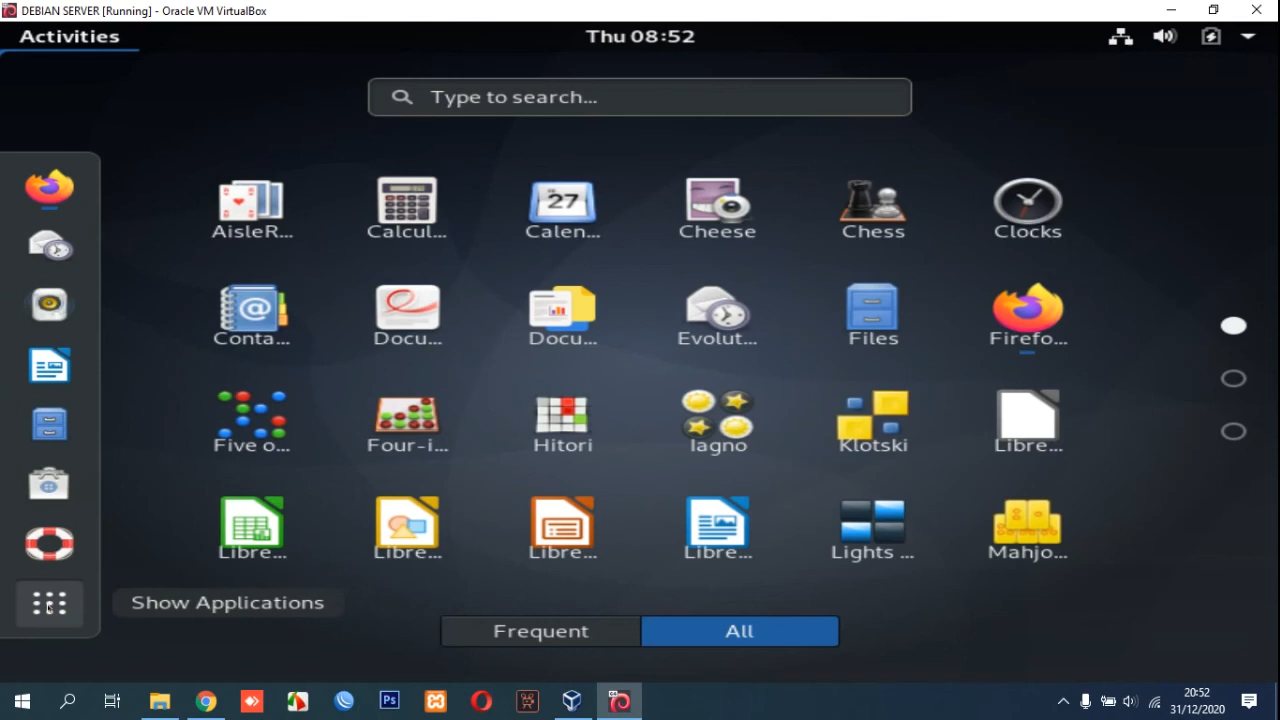 DEBIAN SERVER [Running] - Oracle VM VirtualBox
Activities
Thu 08:52
Type to search...
27
AisleR...
Calcul...
Calen...
Cheese
Chess
Clocks
Conta...
Docu...
Docu...
Evolut...
Files
Firefo...
Five o...
Four-i...
Hitori
Iagno
Klotski
Libre...
Libre...
Libre...
Libre...
Libre...
Lights ...
Mahjo...
Show Applications
Frequent
All
Ps
20:52
31/12/2020